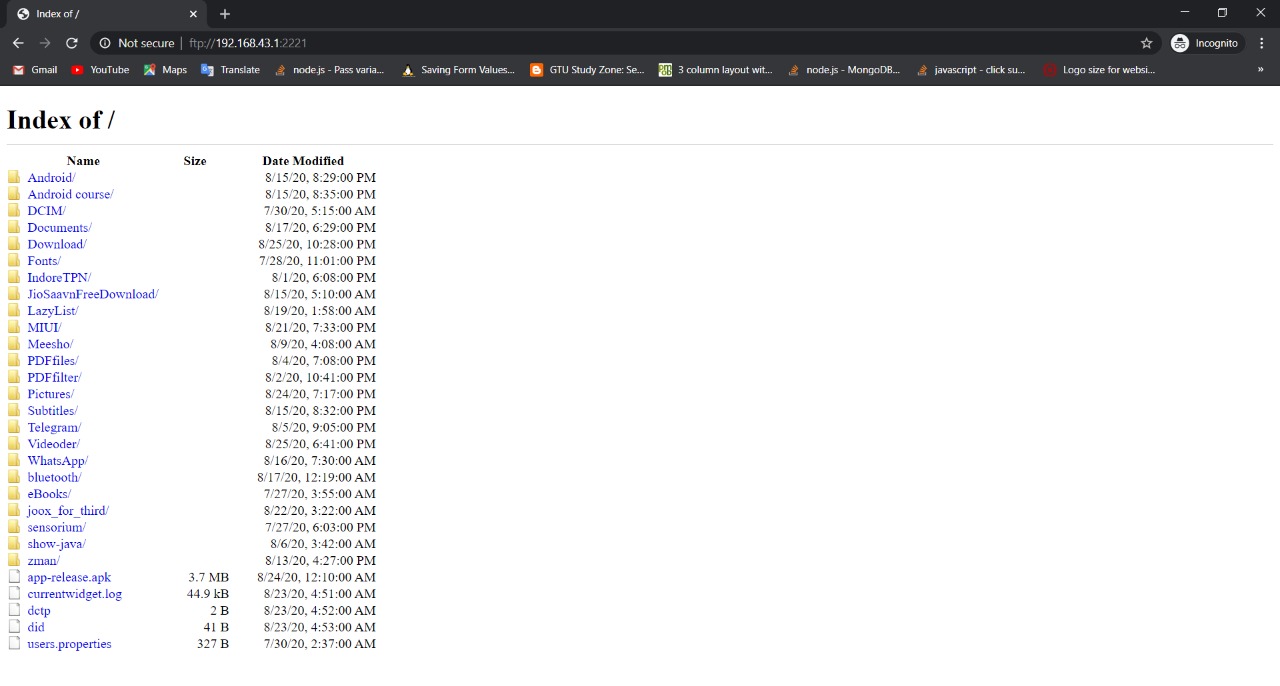 Index of /
Not secure | ftp://192.168.43.1:2221
Incognito
Gmail YouTube Maps Translate node.js - Pass varia... Saving Form Values... GTU Study Zone: Se... 3 column layout wit... node.js - MongoDB... javascript - click su... Logo size for websi... »
Index of /
Name Size Date Modified
Android/ 8/15/20, 8:29:00 PM
Android course/ 8/15/20, 8:35:00 PM
DCIM/ 7/30/20, 5:15:00 AM
Documents/ 8/17/20, 6:29:00 PM
Download/ 8/25/20, 10:28:00 PM
Fonts/ 7/28/20, 11:01:00 PM
IndoreTPN/ 8/1/20, 6:08:00 PM
JioSaavnFreeDownload/ 8/15/20, 5:10:00 AM
LazyList/ 8/19/20, 1:58:00 AM
MIUI/ 8/21/20, 7:33:00 PM
Meesho/ 8/9/20, 4:08:00 AM
PDFfiles/ 8/4/20, 7:08:00 PM
PDFfilter/ 8/2/20, 10:41:00 PM
Pictures/ 8/24/20, 7:17:00 PM
Subtitles/ 8/15/20, 8:32:00 PM
Telegram/ 8/5/20, 9:05:00 PM
Videoder/ 8/25/20, 6:41:00 PM
WhatsApp/ 8/16/20, 7:30:00 AM
bluetooth/ 8/17/20, 12:19:00 AM
eBooks/ 7/27/20, 3:55:00 AM
joox_for_third/ 8/22/20, 3:22:00 AM
sensorium/ 7/27/20, 6:03:00 PM
show-java/ 8/6/20, 3:42:00 AM
zman/ 8/13/20, 4:27:00 PM
app-release.apk 3.7 MB 8/24/20, 12:10:00 AM
currentwidget.log 44.9 kB 8/23/20, 4:51:00 AM
dctp 2 B 8/23/20, 4:52:00 AM
did 41 B 8/23/20, 4:53:00 AM
users.properties 327 B 7/30/20, 2:37:00 AM